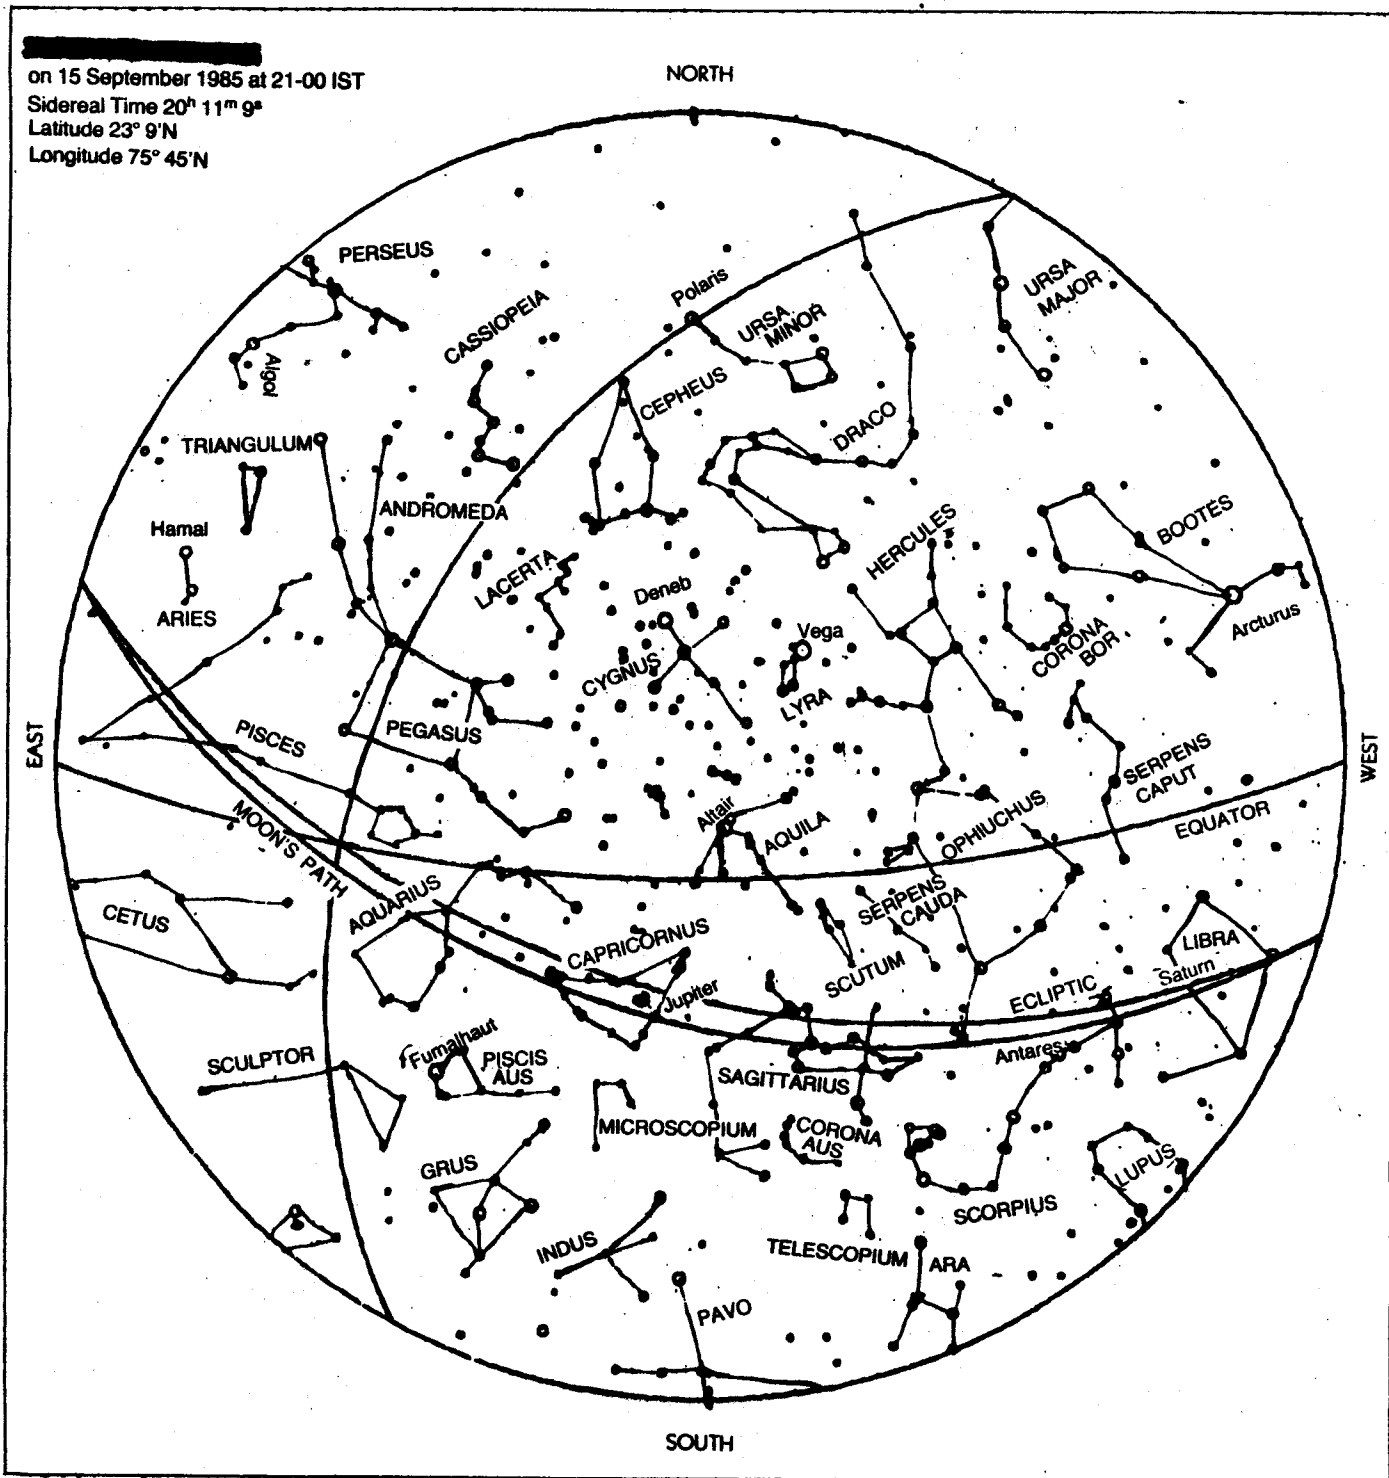 on 15 September 1985 at 21-00 IST
Sidereal Time 20ʰ 11ᵐ 9ˢ
Latitude 23° 9'N
Longitude 75° 45'N
NORTH
PERSEUS
Polaris
URSA
MAJOR
CASSIOPEIA
URSA
MINOR
Algol
CEPHEUS
DRACO
TRIANGULUM
ANDROMEDA
Hamal
HERCULES
BOOTES
LACERTA
Deneb
ARIES
Arcturus
Vega
CORONA
BOR
CYGNUS
LYRA
PISCES
PEGASUS
EAST
WEST
SERPENS
CAPUT
MOON'S PATH
Altair
AQUILA
OPHIUCHUS
EQUATOR
AQUARIUS
SERPENS
CAUDA
CETUS
CAPRICORNUS
LIBRA
SCUTUM
Saturn
Jupiter
ECLIPTIC
SCULPTOR
Fumalhaut
PISCIS
AUS
Antares
SAGITTARIUS
MICROSCOPIUM
CORONA
AUS
GRUS
LUPUS
SCORPIUS
INDUS
TELESCOPIUM
ARA
PAVO
SOUTH